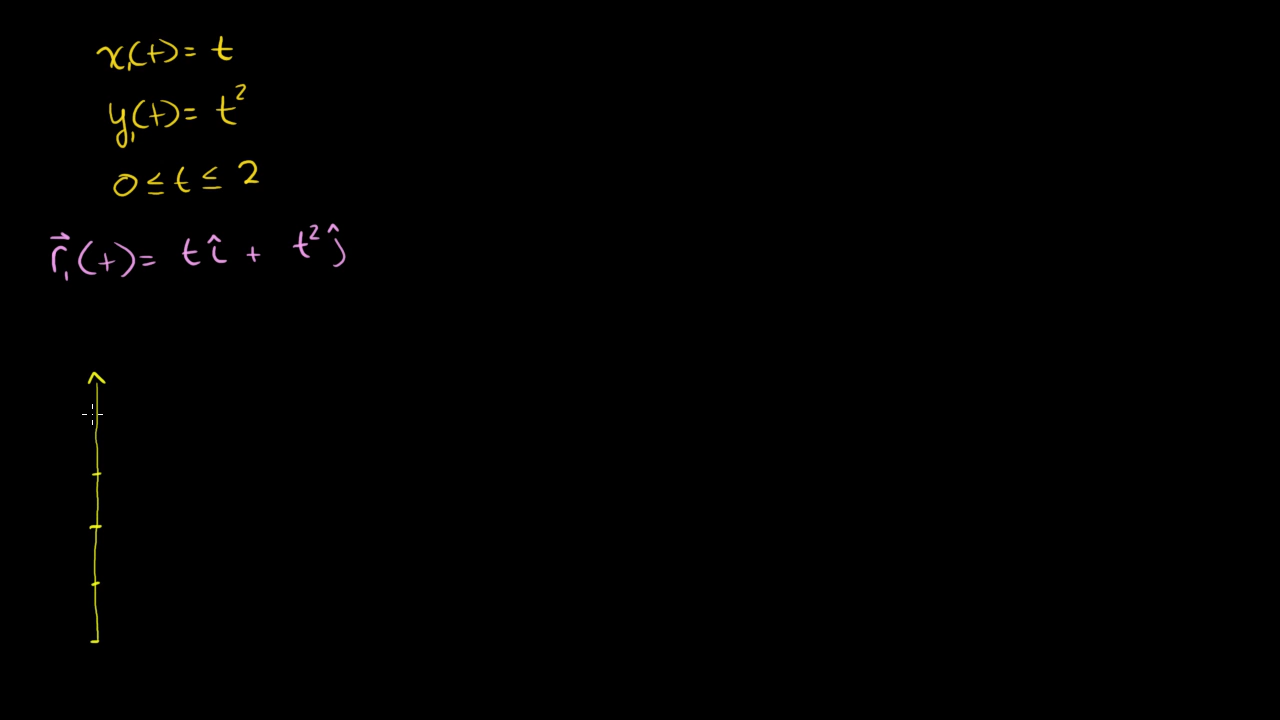 x₁(t) = t
y₁(t) = t²
0 ≤ t ≤ 2
r⃗₁(t) = t î + t² ĵ